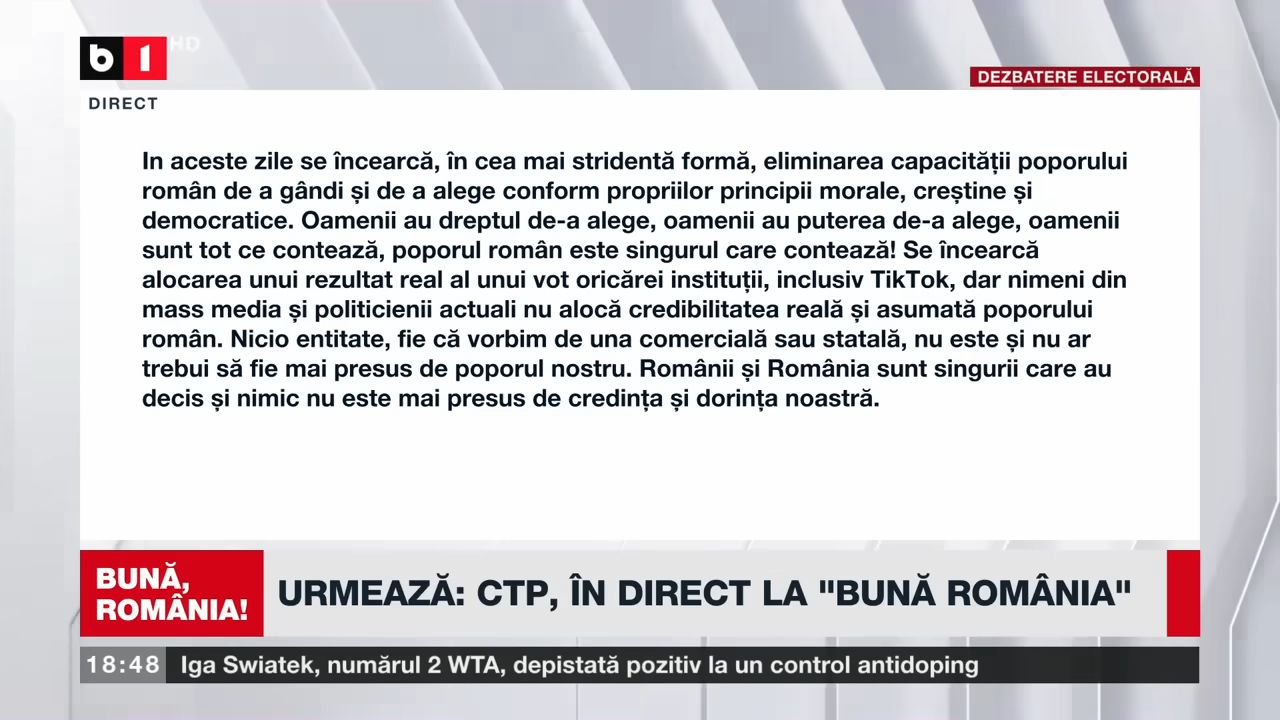 b1 HD
DEZBATERE ELECTORALĂ
DIRECT
In aceste zile se încearcă, în cea mai stridentă formă, eliminarea capacității poporului
român de a gândi și de a alege conform propriilor principii morale, creștine și
democratice. Oamenii au dreptul de-a alege, oamenii au puterea de-a alege, oamenii
sunt tot ce contează, poporul român este singurul care contează! Se încearcă
alocarea unui rezultat real al unui vot oricărei instituții, inclusiv TikTok, dar nimeni din
mass media și politicienii actuali nu alocă credibilitatea reală și asumată poporului
român. Nicio entitate, fie că vorbim de una comercială sau statală, nu este și nu ar
trebui să fie mai presus de poporul nostru. Românii și România sunt singurii care au
decis și nimic nu este mai presus de credința și dorința noastră.
BUNĂ,
ROMÂNIA!
URMEAZĂ: CTP, ÎN DIRECT LA "BUNĂ ROMÂNIA"
18:48 Iga Swiatek, numărul 2 WTA, depistată pozitiv la un control antidoping